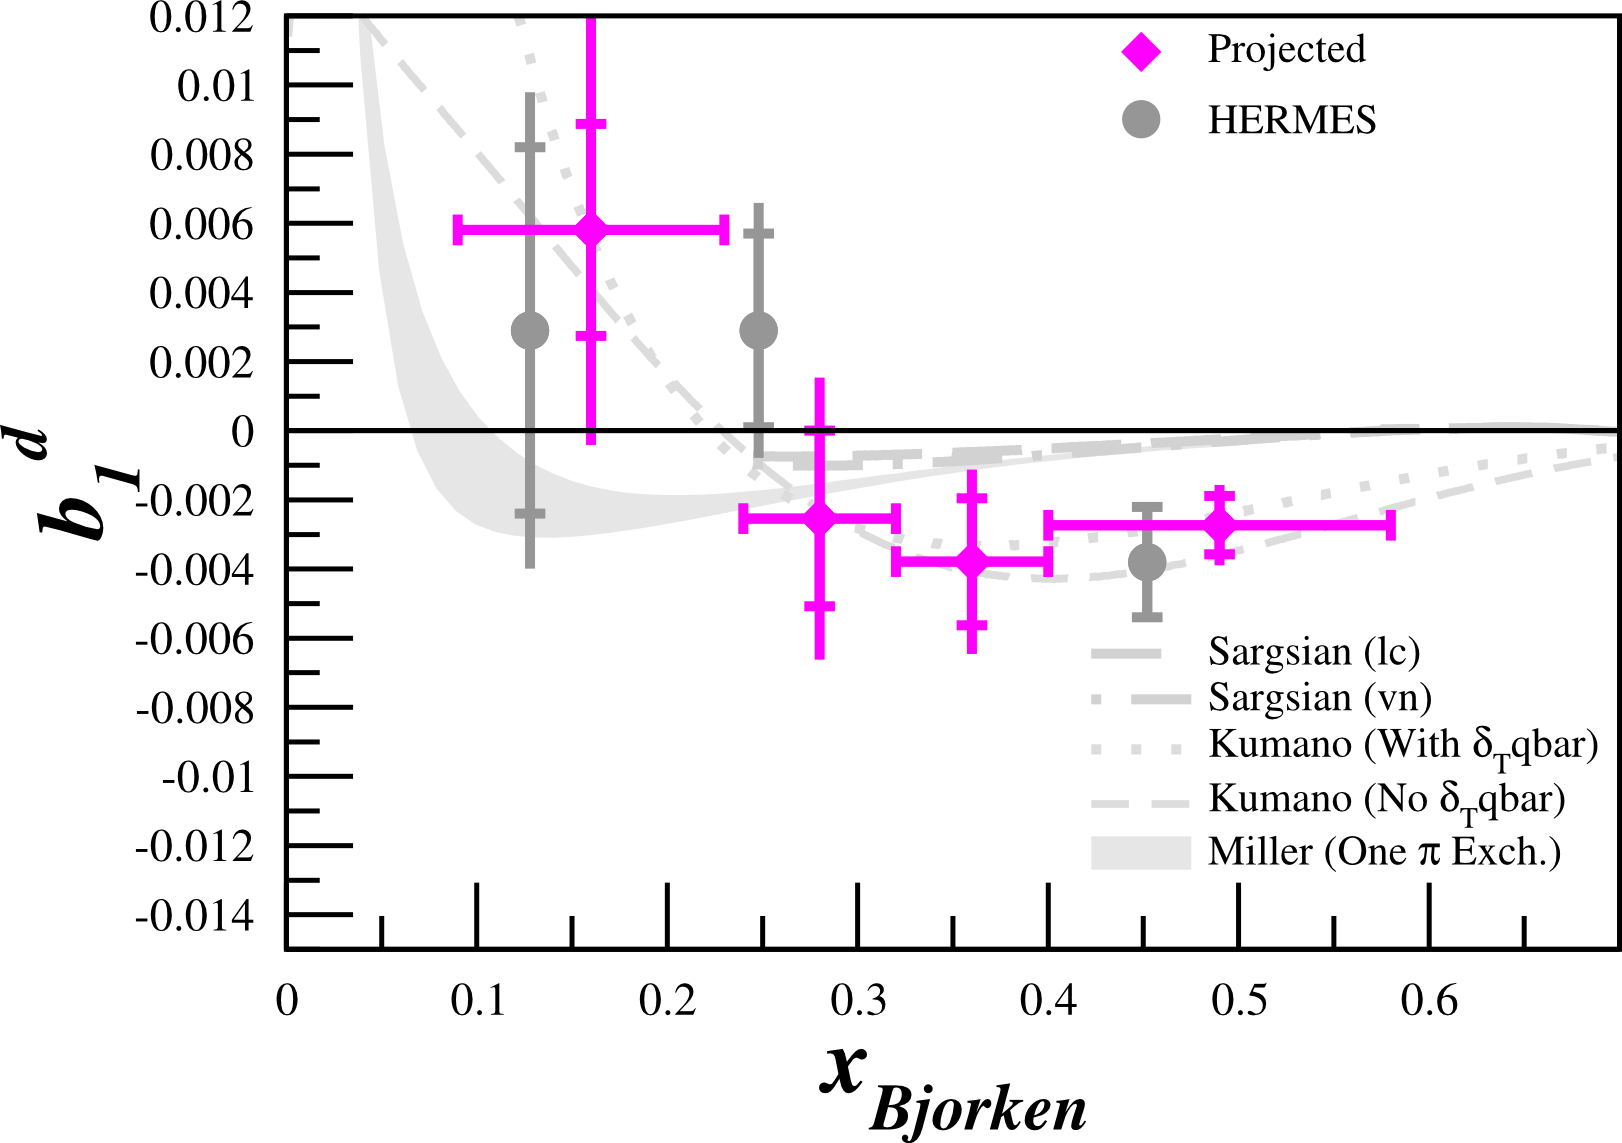 0.012
0.01
0.008
0.006
0.004
0.002
0
-0.002
-0.004
-0.006
-0.008
-0.01
-0.012
-0.014
b1d
Projected
HERMES
Sargsian (lc)
Sargsian (vn)
Kumano (With δTqbar)
Kumano (No δTqbar)
Miller (One π Exch.)
0 0.1 0.2 0.3 0.4 0.5 0.6
xBjorken